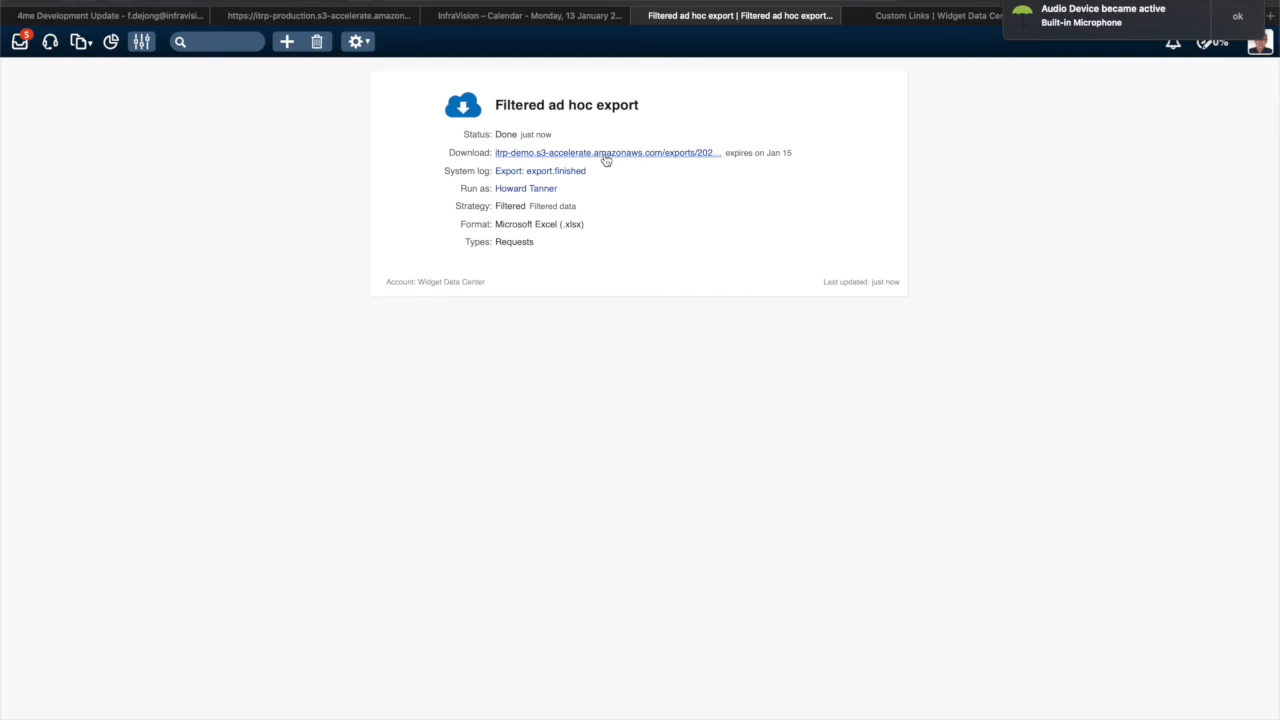 4me Development Update - f.dejong@infravisi...
https://itrp-production.s3-accelerate.amazon...
InfraVision – Calendar - Monday, 13 January 2...
Filtered ad hoc export | Filtered ad hoc export...
Custom Links | Widget Data Cer
Audio Device became active
Built-in Microphone
ok
5
0%
Filtered ad hoc export
Status: Done just now
Download: itrp-demo.s3-accelerate.amazonaws.com/exports/202... expires on Jan 15
System log: Export: export.finished
Run as: Howard Tanner
Strategy: Filtered Filtered data
Format: Microsoft Excel (.xlsx)
Types: Requests
Account: Widget Data Center
Last updated: just now